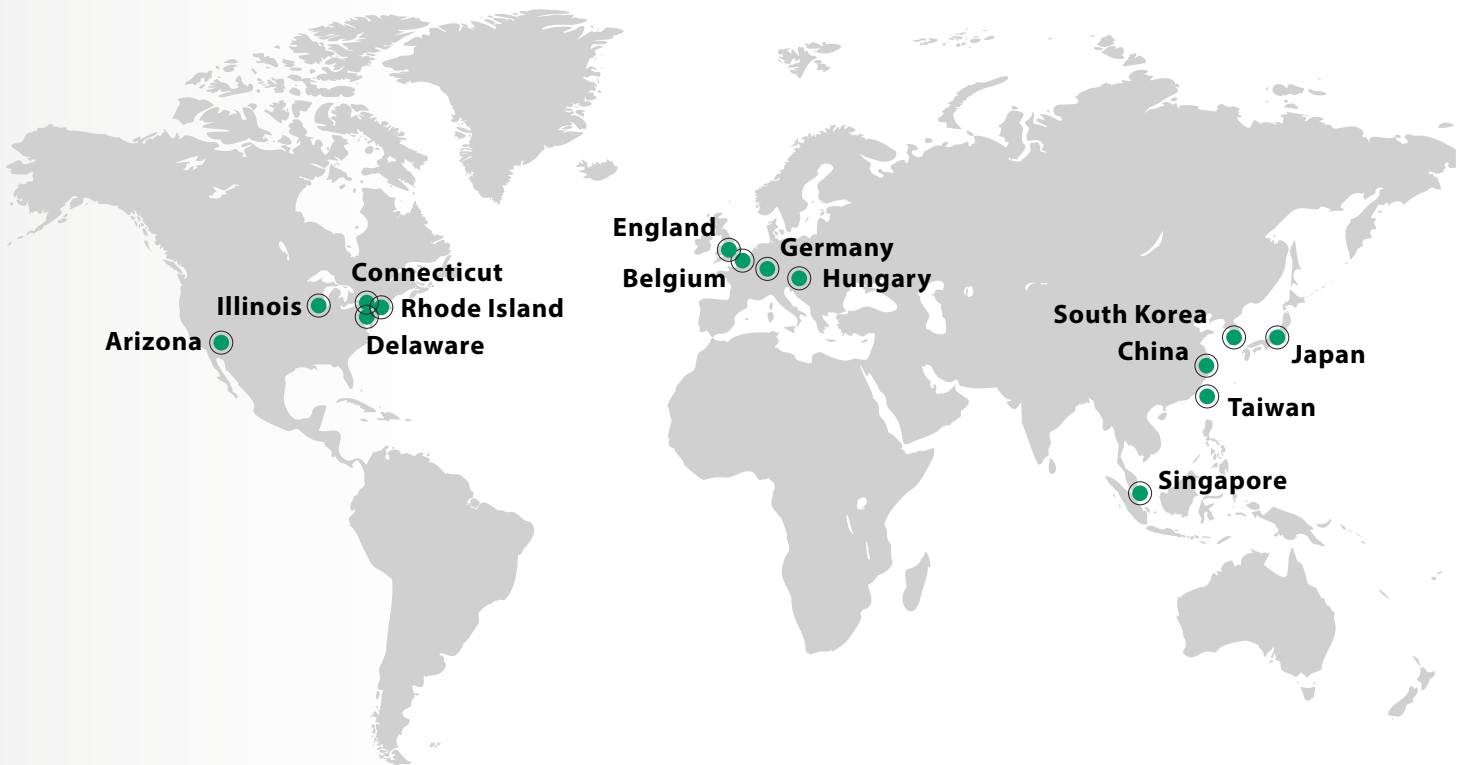 England
Germany
Belgium
Hungary
Connecticut
Illinois
Rhode Island
Arizona
Delaware
South Korea
China
Japan
Taiwan
Singapore